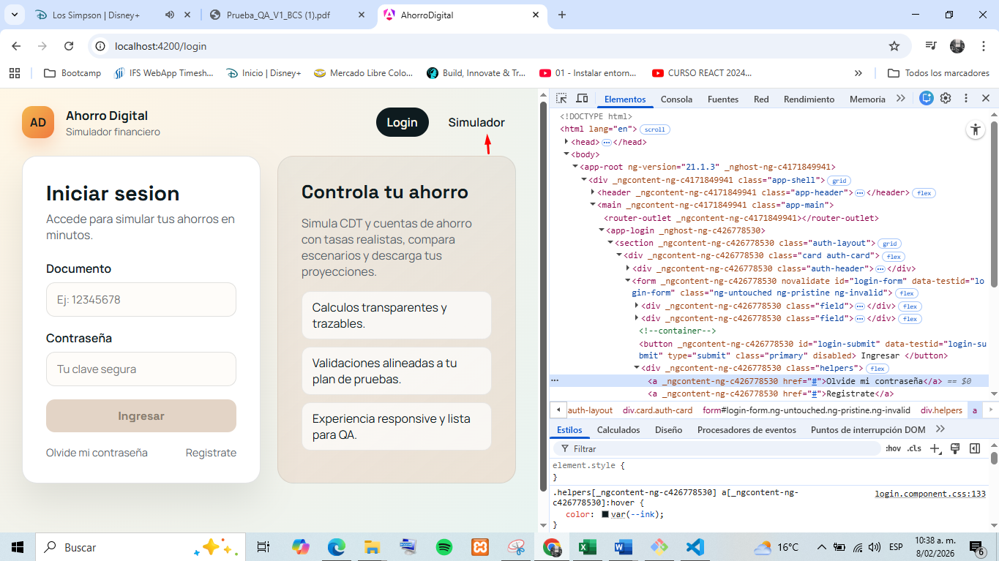 Los Simpson | Disney+
Prueba_QA_V1_BCS (1).pdf
AhorroDigital
localhost:4200/login
Bootcamp
IFS WebApp Timesh...
Inicio | Disney+
Mercado Libre Colo...
Build, Innovate & Tr...
01 - Instalar entorn...
CURSO REACT 2024...
Todos los marcadores
AD
Ahorro Digital
Simulador financiero
Login
Simulador
Iniciar sesion
Accede para simular tus ahorros en
minutos.
Documento
Ej: 12345678
Contraseña
Tu clave segura
Ingresar
Olvide mi contraseña
Registrate
Controla tu ahorro
Simula CDT y cuentas de ahorro
con tasas realistas, compara
escenarios y descarga tus
proyecciones.
Calculos transparentes y
trazables.
Validaciones alineadas a tu
plan de pruebas.
Experiencia responsive y lista
para QA.
Elementos
Consola
Fuentes
Red
Rendimiento
Memoria
<!DOCTYPE html>
<html lang="en"> scroll
<head> ··· </head>
<body>
<app-root ng-version="21.1.3" _nghost-ng-c4171849941>
<div _ngcontent-ng-c4171849941 class="app-shell"> grid
<header _ngcontent-ng-c4171849941 class="app-header"> ··· </header> flex
<main _ngcontent-ng-c4171849941 class="app-main">
<router-outlet _ngcontent-ng-c4171849941></router-outlet>
<app-login _nghost-ng-c426778530>
<section _ngcontent-ng-c426778530 class="auth-layout"> grid
<div _ngcontent-ng-c426778530 class="card auth-card"> flex
<div _ngcontent-ng-c426778530 class="auth-header"> ··· </div>
<form _ngcontent-ng-c426778530 novalidate id="login-form" data-testid="lo
gin-form" class="ng-untouched ng-pristine ng-invalid"> flex
<div _ngcontent-ng-c426778530 class="field"> ··· </div> flex
<div _ngcontent-ng-c426778530 class="field"> ··· </div> flex
<!--container-->
<button _ngcontent-ng-c426778530 id="login-submit" data-testid="login-su
bmit" type="submit" class="primary" disabled> Ingresar </button>
<div _ngcontent-ng-c426778530 class="helpers"> flex
··· <a _ngcontent-ng-c426778530 href="#">Olvide mi contraseña</a> == $0
<a _ngcontent-ng-c426778530 href="#">Registrate</a>
auth-layout
div.card.auth-card
form#login-form.ng-untouched.ng-pristine.ng-invalid
div.helpers
a
Estilos
Calculados
Diseño
Procesadores de eventos
Puntos de interrupción DOM
Filtrar
:hov
.cls
element.style {
}
.helpers[_ngcontent-ng-c426778530] a[_ngcontent-ng-
c426778530]:hover {
login.component.css:133
color: var(--ink);
}
Buscar
16°C
ESP
10:38 a. m.
8/02/2026
6